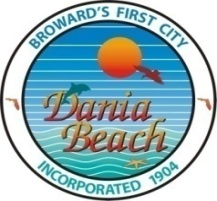 BROWARD'S FIRST CITY
Dania
Beach
INCORPORATED 1904